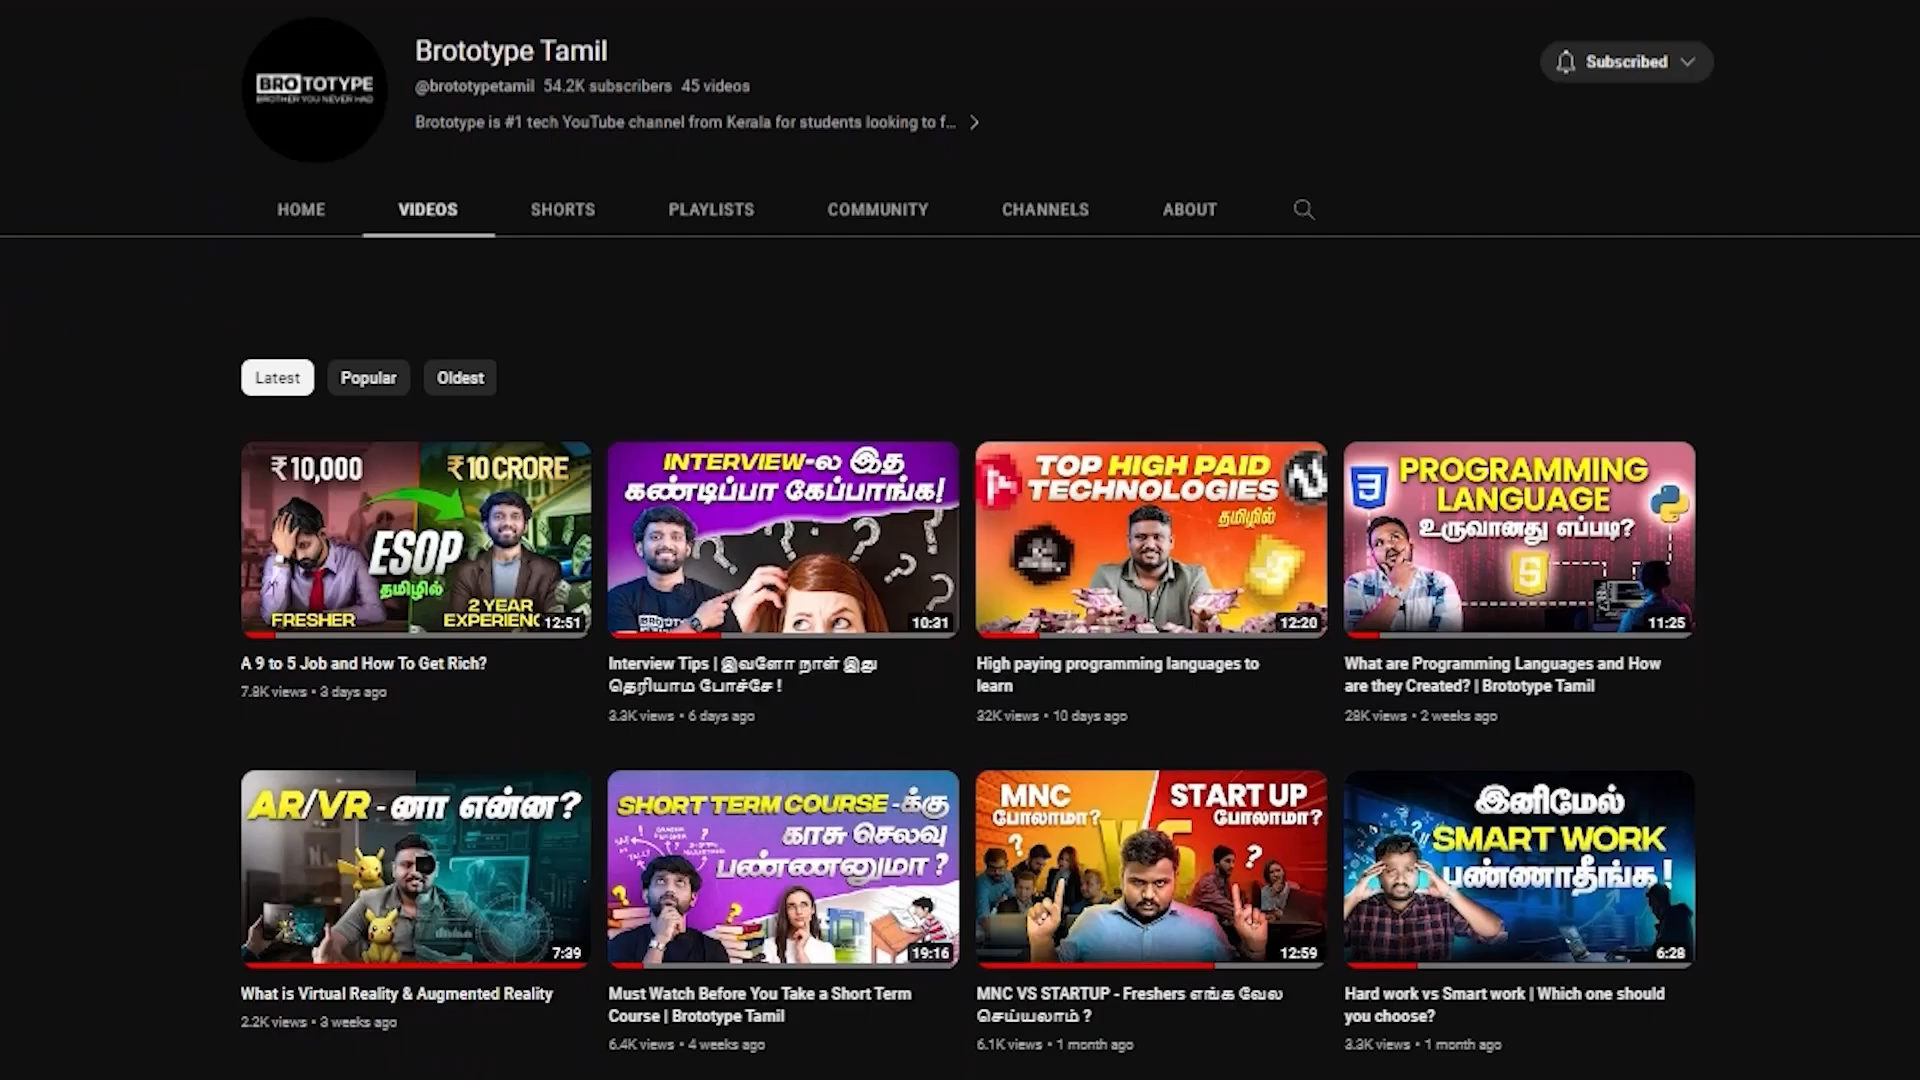 BROTOTYPE
BROTHER YOU NEVER HAD
Brototype Tamil
@brototypetamil 54.2K subscribers 45 videos
Brototype is #1 tech YouTube channel from Kerala for students looking to f...
Subscribed
HOME VIDEOS SHORTS PLAYLISTS COMMUNITY CHANNELS ABOUT
Latest Popular Oldest
₹10,000
₹10 CRORE
ESOP
தமிழில்
FRESHER
2 YEAR
EXPERIENC
12:51
A 9 to 5 Job and How To Get Rich?
7.8K views • 3 days ago
INTERVIEW-ல இத
கண்டிப்பா கேப்பாங்க!
10:31
Interview Tips | இவளோ நாள் இது
தெரியாம போச்சே !
3.3K views • 6 days ago
TOP HIGH PAID
TECHNOLOGIES
தமிழில்
12:20
High paying programming languages to
learn
32K views • 10 days ago
PROGRAMMING
LANGUAGE
உருவானது எப்படி?
11:25
What are Programming Languages and How
are they Created? | Brototype Tamil
28K views • 2 weeks ago
AR/VR - னா என்ன?
7:39
What is Virtual Reality & Augmented Reality
2.2K views • 3 weeks ago
SHORT TERM COURSE -க்கு
காசு செலவு
பண்ணனுமா ?
TALLY
19:16
Must Watch Before You Take a Short Term
Course | Brototype Tamil
6.4K views • 4 weeks ago
MNC
போலாமா?
VS
START UP
போலாமா?
12:59
MNC VS STARTUP - Freshers எங்க வேல
செய்யலாம் ?
6.1K views • 1 month ago
இனிமேல்
SMART WORK
பண்ணாதீங்க!
6:28
Hard work vs Smart work | Which one should
you choose?
3.3K views • 1 month ago